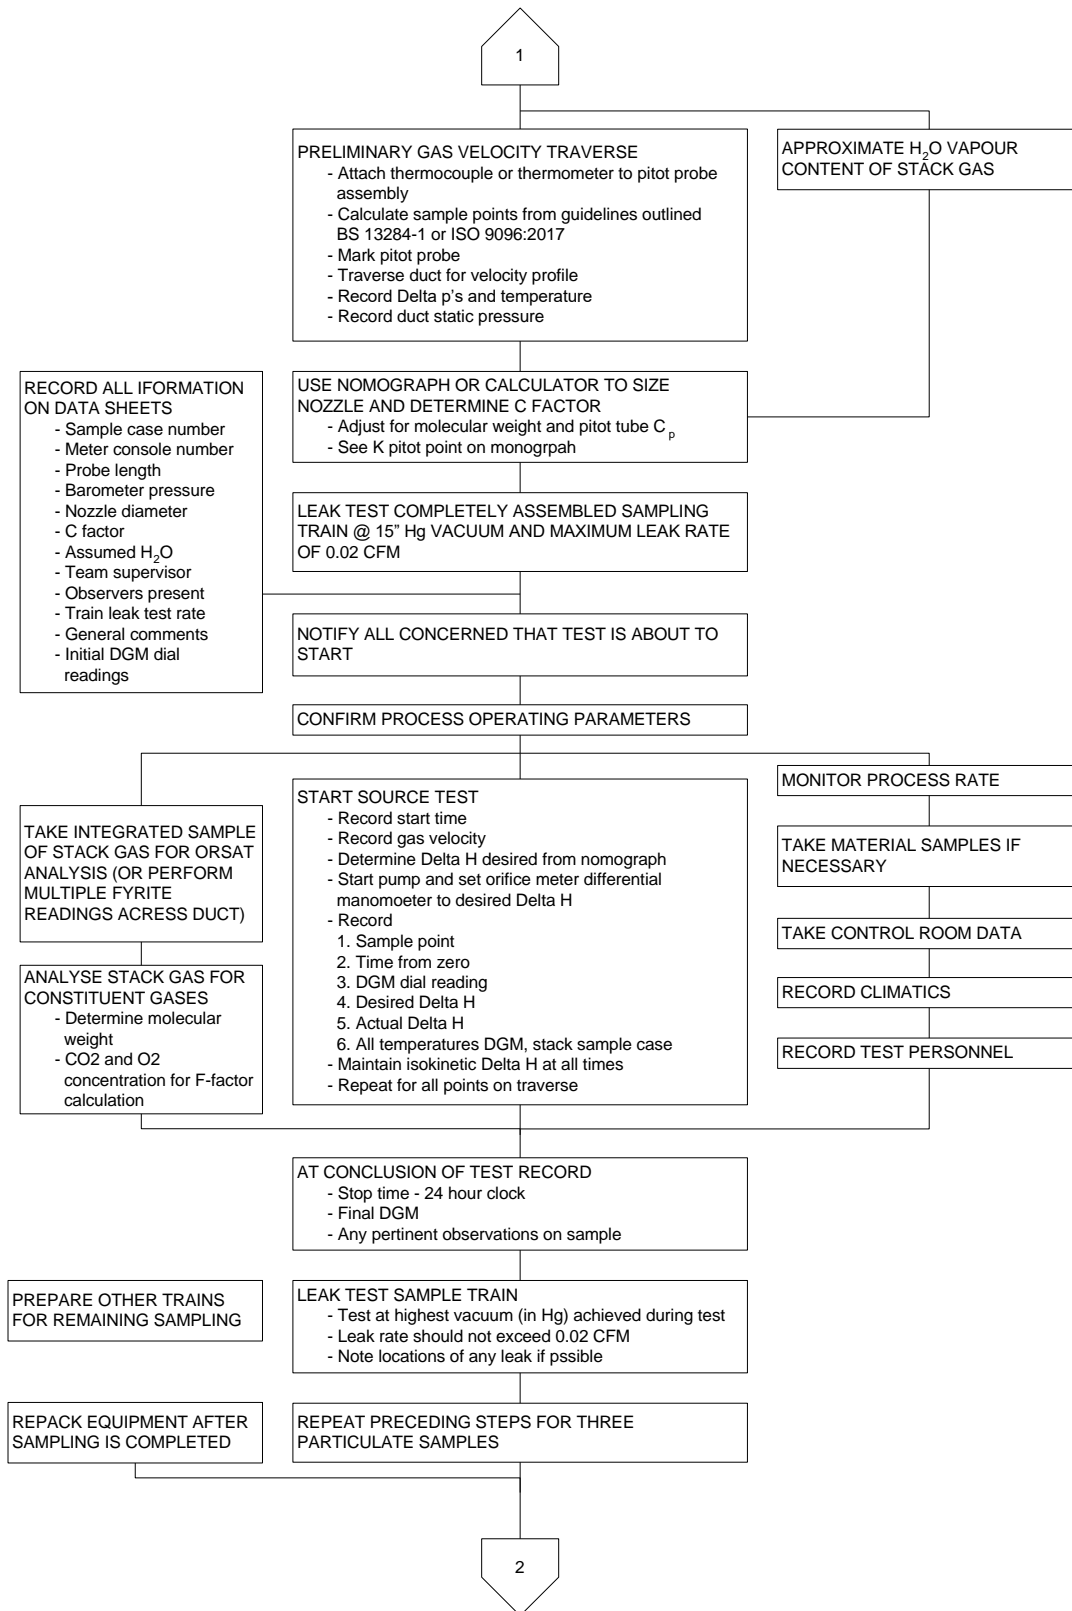 1
PRELIMINARY GAS VELOCITY TRAVERSE
- Attach thermocouple or thermometer to pitot probe
assembly
- Calculate sample points from guidelines outlined
BS 13284-1 or ISO 9096:2017
- Mark pitot probe
- Traverse duct for velocity profile
- Record Delta p's and temperature
- Record duct static pressure
APPROXIMATE H2O VAPOUR
CONTENT OF STACK GAS
RECORD ALL IFORMATION
ON DATA SHEETS
- Sample case number
- Meter console number
- Probe length
- Barometer pressure
- Nozzle diameter
- C factor
- Assumed H2O
- Team supervisor
- Observers present
- Train leak test rate
- General comments
- Initial DGM dial
readings
USE NOMOGRAPH OR CALCULATOR TO SIZE
NOZZLE AND DETERMINE C FACTOR
- Adjust for molecular weight and pitot tube Cp
- See K pitot point on monogrpah
LEAK TEST COMPLETELY ASSEMBLED SAMPLING
TRAIN @ 15” Hg VACUUM AND MAXIMUM LEAK RATE
OF 0.02 CFM
NOTIFY ALL CONCERNED THAT TEST IS ABOUT TO
START
CONFIRM PROCESS OPERATING PARAMETERS
TAKE INTEGRATED SAMPLE
OF STACK GAS FOR ORSAT
ANALYSIS (OR PERFORM
MULTIPLE FYRITE
READINGS ACRESS DUCT)
ANALYSE STACK GAS FOR
CONSTITUENT GASES
- Determine molecular
weight
- CO2 and O2
concentration for F-factor
calculation
START SOURCE TEST
- Record start time
- Record gas velocity
- Determine Delta H desired from nomograph
- Start pump and set orifice meter differential
manomoeter to desired Delta H
- Record
1. Sample point
2. Time from zero
3. DGM dial reading
4. Desired Delta H
5. Actual Delta H
6. All temperatures DGM, stack sample case
- Maintain isokinetic Delta H at all times
- Repeat for all points on traverse
MONITOR PROCESS RATE
TAKE MATERIAL SAMPLES IF
NECESSARY
TAKE CONTROL ROOM DATA
RECORD CLIMATICS
RECORD TEST PERSONNEL
AT CONCLUSION OF TEST RECORD
- Stop time - 24 hour clock
- Final DGM
- Any pertinent observations on sample
PREPARE OTHER TRAINS
FOR REMAINING SAMPLING
LEAK TEST SAMPLE TRAIN
- Test at highest vacuum (in Hg) achieved during test
- Leak rate should not exceed 0.02 CFM
- Note locations of any leak if pssible
REPACK EQUIPMENT AFTER
SAMPLING IS COMPLETED
REPEAT PRECEDING STEPS FOR THREE
PARTICULATE SAMPLES
2